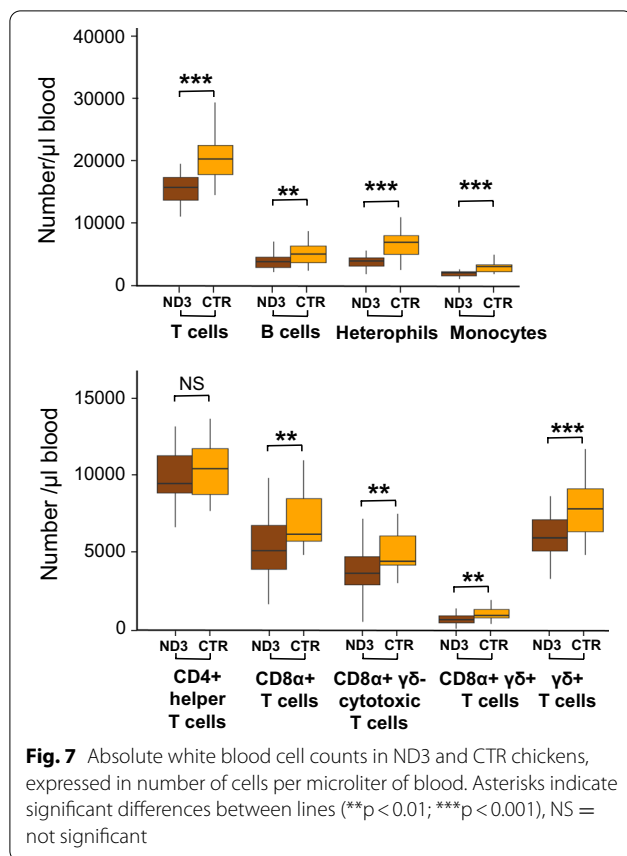 40000
30000
20000
10000
0
Number/µl blood
***
**
***
***
ND3 CTR ND3 CTR ND3 CTR ND3 CTR
T cells B cells Heterophils Monocytes
15000
10000
5000
0
Number /µl blood
NS
**
**
**
***
ND3 CTR ND3 CTR ND3 CTR ND3 CTR ND3 CTR
CD4+
helper
T cells
CD8α+
T cells
CD8α+ γδ-
cytotoxic
T cells
CD8α+ γδ+
T cells
γδ+
T cells
Fig. 7 Absolute white blood cell counts in ND3 and CTR chickens,
expressed in number of cells per microliter of blood. Asterisks indicate
significant differences between lines (**p < 0.01; ***p < 0.001), NS =
not significant